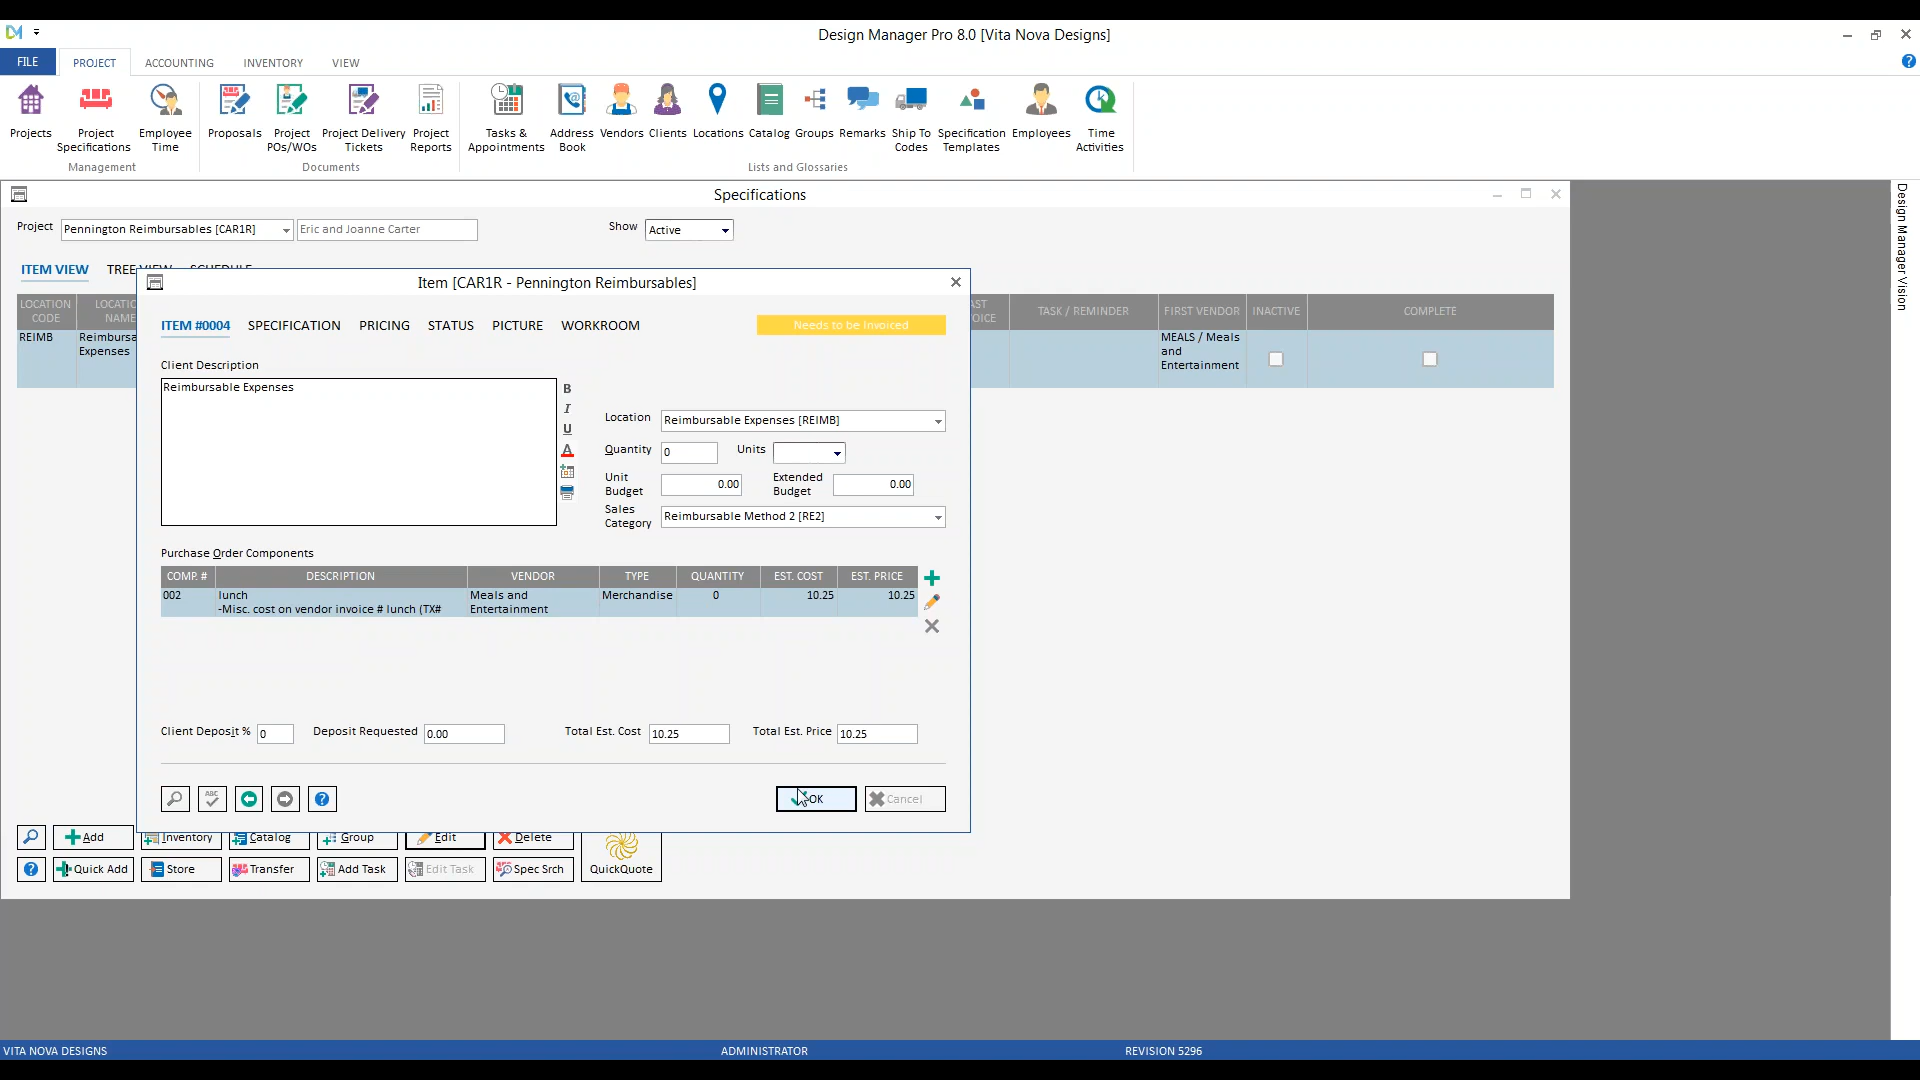 Design Manager Pro 8.0 [Vita Nova Designs]
FILE
PROJECT
ACCOUNTING
INVENTORY
VIEW
Projects
Project
Specifications
Employee
Time
Management
Proposals
Project
POs/WOs
Project Delivery
Tickets
Project
Reports
Documents
Tasks &
Appointments
Address
Book
Vendors
Clients
Locations
Catalog
Groups
Remarks
Ship To
Codes
Specification
Templates
Employees
Time
Activities
Lists and Glossaries
Design Manager Vision
Specifications
Project
Pennington Reimbursables [CAR1R]
Eric and Joanne Carter
Show
Active
ITEM VIEW
TREE VIEW
SCHEDULE
LOCATION
CODE
LOCATIO
NAME
AST
OICE
TASK / REMINDER
FIRST VENDOR
INACTIVE
COMPLETE
REIMB
Reimbursa
Expenses
MEALS / Meals
and
Entertainment
Item [CAR1R - Pennington Reimbursables]
ITEM #0004
SPECIFICATION
PRICING
STATUS
PICTURE
WORKROOM
Needs to be Invoiced
Client Description
Reimbursable Expenses
B
I
U
A
Location
Reimbursable Expenses [REIMB]
Quantity
0
Units
Unit
Budget
0.00
Extended
Budget
0.00
Sales
Category
Reimbursable Method 2 [RE2]
Purchase Order Components
COMP. #
DESCRIPTION
VENDOR
TYPE
QUANTITY
EST. COST
EST. PRICE
002
lunch
-Misc. cost on vendor invoice # lunch (TX#
Meals and
Entertainment
Merchandise
0
10.25
10.25
Client Deposit %
0
Deposit Requested
0.00
Total Est. Cost
10.25
Total Est. Price
10.25
ABC
OK
Cancel
Add
Inventory
Catalog
Group
Edit
Delete
QuickQuote
Quick Add
Store
Transfer
Add Task
Edit Task
Spec Srch
VITA NOVA DESIGNS
ADMINISTRATOR
REVISION 5296